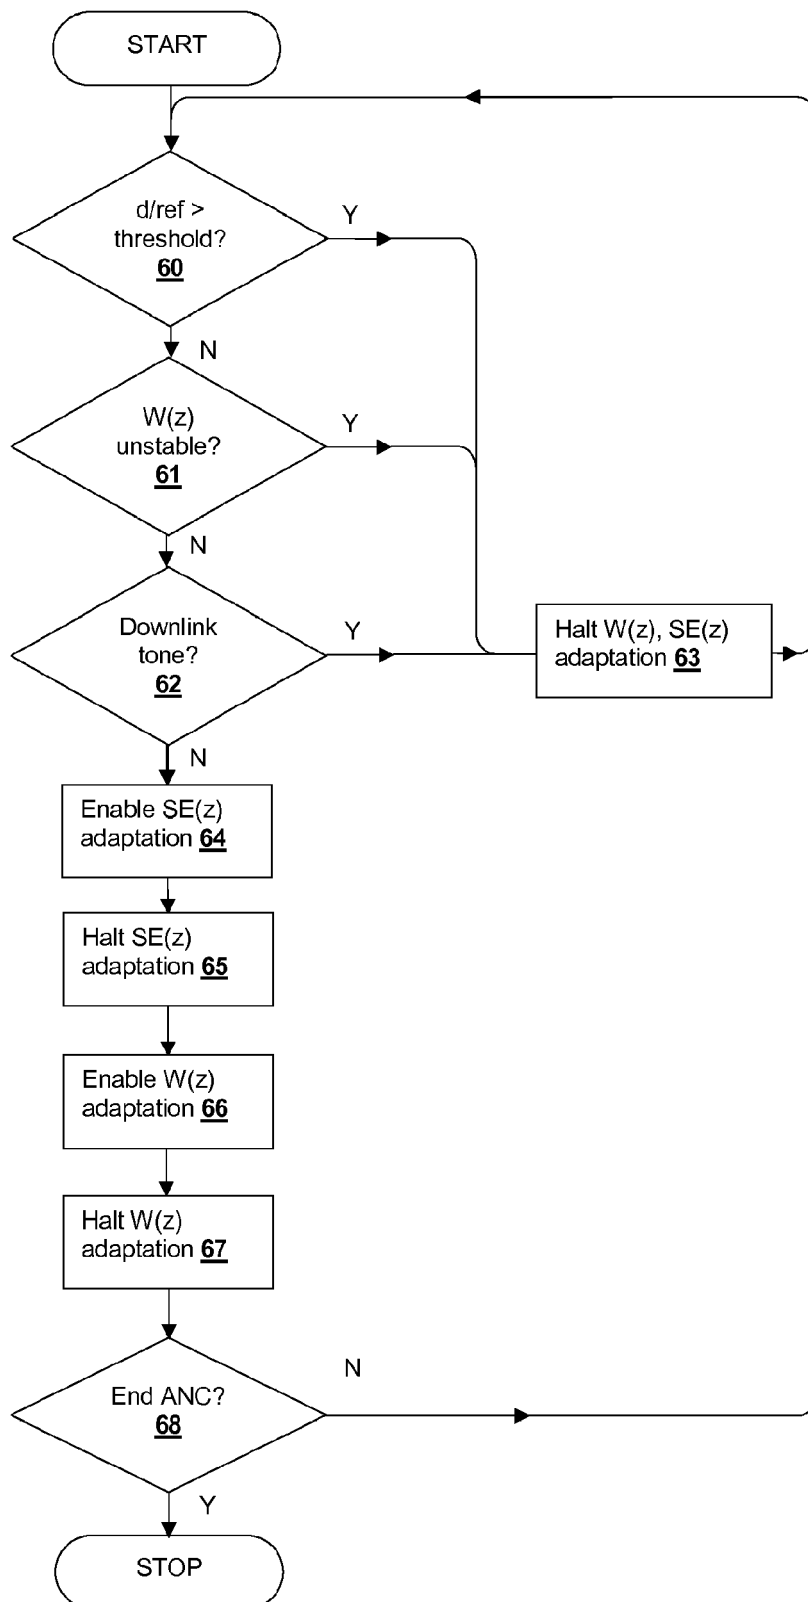 START
d/ref >
threshold?
60
Y
N
W(z)
unstable?
61
Y
N
Downlink
tone?
62
Y
Halt W(z), SE(z)
adaptation 63
N
Enable SE(z)
adaptation 64
Halt SE(z)
adaptation 65
Enable W(z)
adaptation 66
Halt W(z)
adaptation 67
End ANC?
68
N
Y
STOP